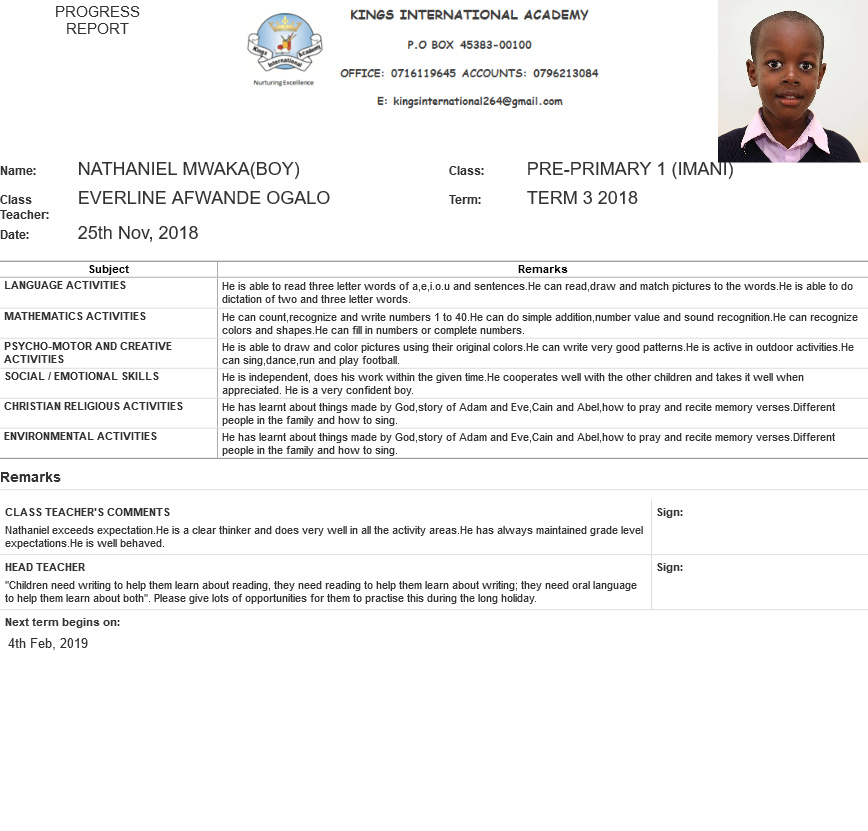 PROGRESS
REPORT
Kings International Academy
Nurturing Excellence
KINGS INTERNATIONAL ACADEMY
P.O BOX 45383-00100
OFFICE: 0716119645 ACCOUNTS: 0796213084
E: kingsinternational264@gmail.com
Name: NATHANIEL MWAKA(BOY) Class: PRE-PRIMARY 1 (IMANI)
Class Teacher: EVERLINE AFWANDE OGALO Term: TERM 3 2018
Date: 25th Nov, 2018
Subject Remarks
LANGUAGE ACTIVITIES
He is able to read three letter words of a,e,i.o.u and sentences.He can read,draw and match pictures to the words.He is able to do
dictation of two and three letter words.
MATHEMATICS ACTIVITIES
He can count,recognize and write numbers 1 to 40.He can do simple addition,number value and sound recognition.He can recognize
colors and shapes.He can fill in numbers or complete numbers.
PSYCHO-MOTOR AND CREATIVE
ACTIVITIES
He is able to draw and color pictures using their original colors.He can write very good patterns.He is active in outdoor activities.He
can sing,dance,run and play football.
SOCIAL / EMOTIONAL SKILLS
He is independent, does his work within the given time.He cooperates well with the other children and takes it well when
appreciated. He is a very confident boy.
CHRISTIAN RELIGIOUS ACTIVITIES
He has learnt about things made by God,story of Adam and Eve,Cain and Abel,how to pray and recite memory verses.Different
people in the family and how to sing.
ENVIRONMENTAL ACTIVITIES
He has learnt about things made by God,story of Adam and Eve,Cain and Abel,how to pray and recite memory verses.Different
people in the family and how to sing.
Remarks
CLASS TEACHER'S COMMENTS
Nathaniel exceeds expectation.He is a clear thinker and does very well in all the activity areas.He has always maintained grade level
expectations.He is well behaved.
Sign:
HEAD TEACHER
"Children need writing to help them learn about reading, they need reading to help them learn about writing; they need oral language
to help them learn about both". Please give lots of opportunities for them to practise this during the long holiday.
Sign:
Next term begins on:
4th Feb, 2019